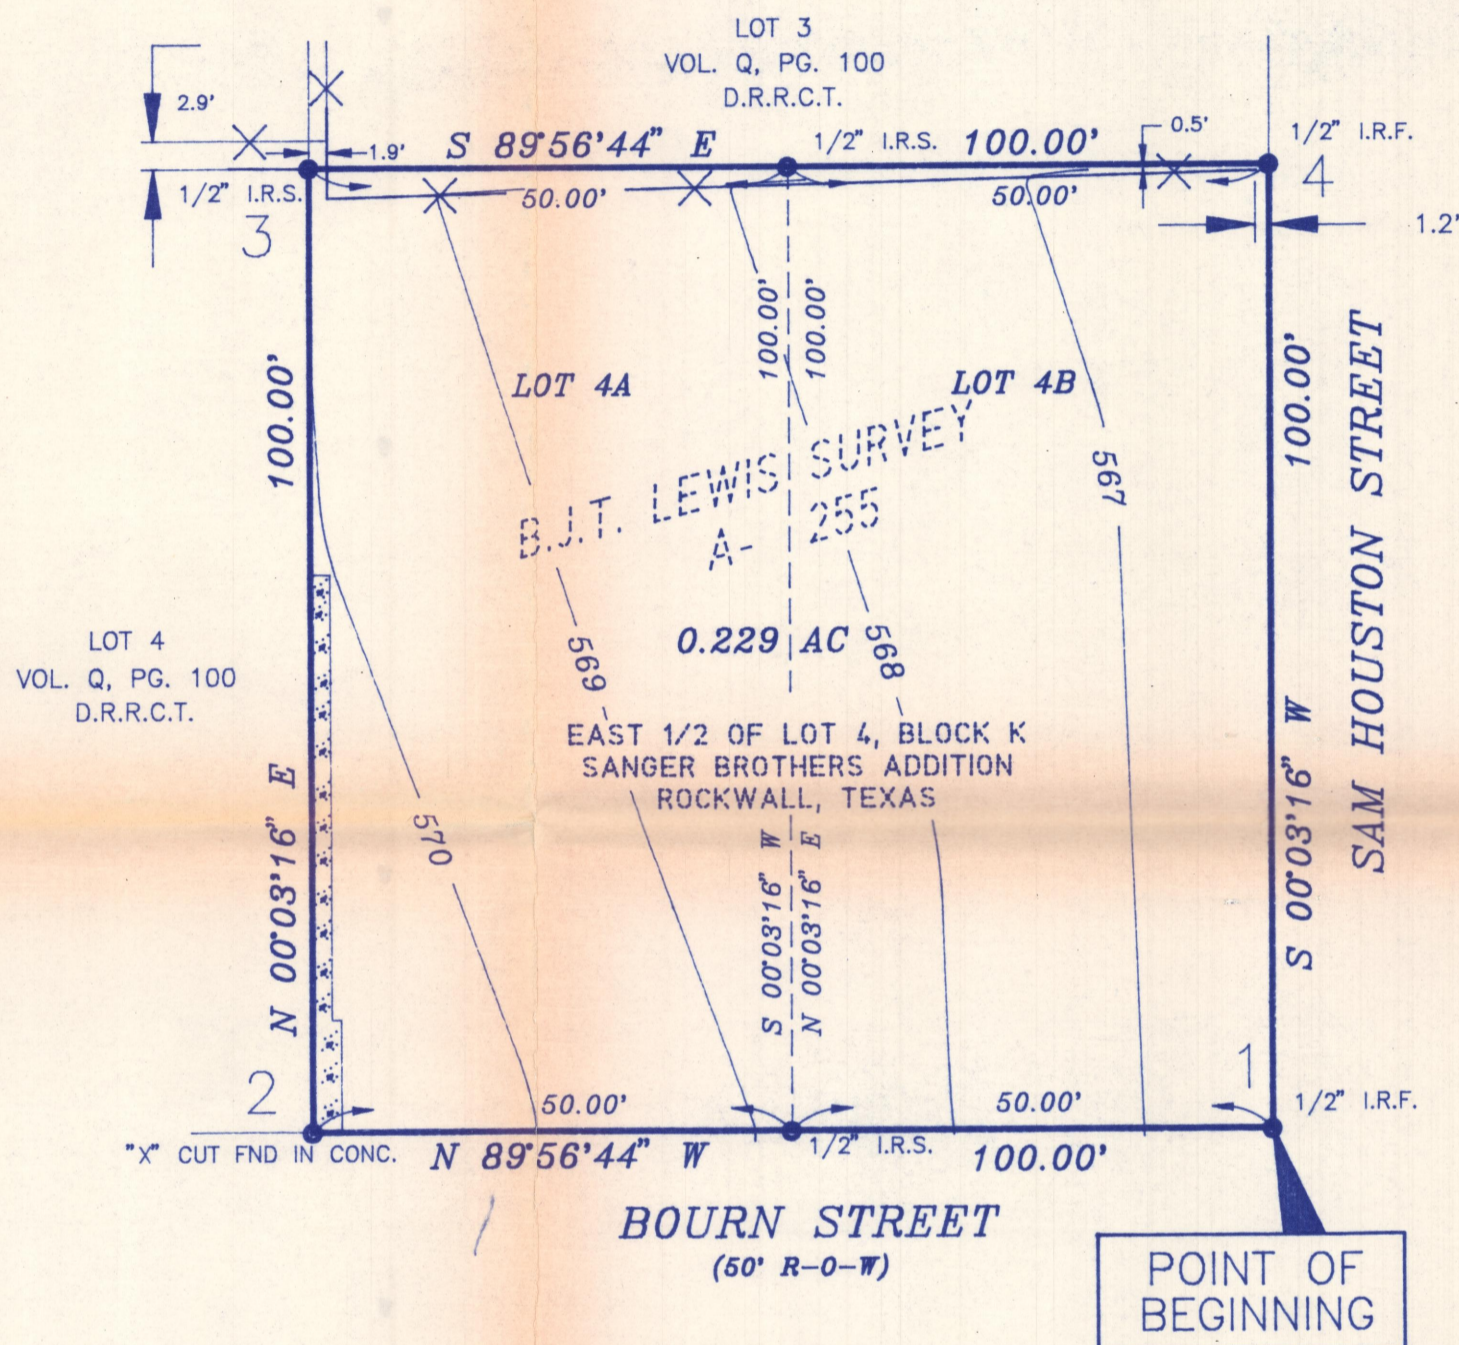 LOT 3
VOL. Q, PG. 100
D.R.R.C.T.
2.9'
1.9'
S 89°56'44" E
1/2" I.R.S.
100.00'
0.5'
1/2" I.R.F.
4
1/2" I.R.S.
3
50.00'
50.00'
1.2'
100.00'
100.00'
100.00'
100.00'
LOT 4A
LOT 4B
B.J.T. LEWIS SURVEY
A- 255
567
SAM HOUSTON STREET
LOT 4
VOL. Q, PG. 100
D.R.R.C.T.
569
0.229 AC
568
EAST 1/2 OF LOT 4, BLOCK K
SANGER BROTHERS ADDITION
ROCKWALL, TEXAS
570
N 00°03'16" E
S 00°03'16" W
N 00°03'16" E
S 00°03'16" W
2
1
50.00'
50.00'
1/2" I.R.F.
"X" CUT FND IN CONC.
N 89°56'44" W
1/2" I.R.S.
100.00'
BOURN STREET
(50' R-O-W)
POINT OF
BEGINNING